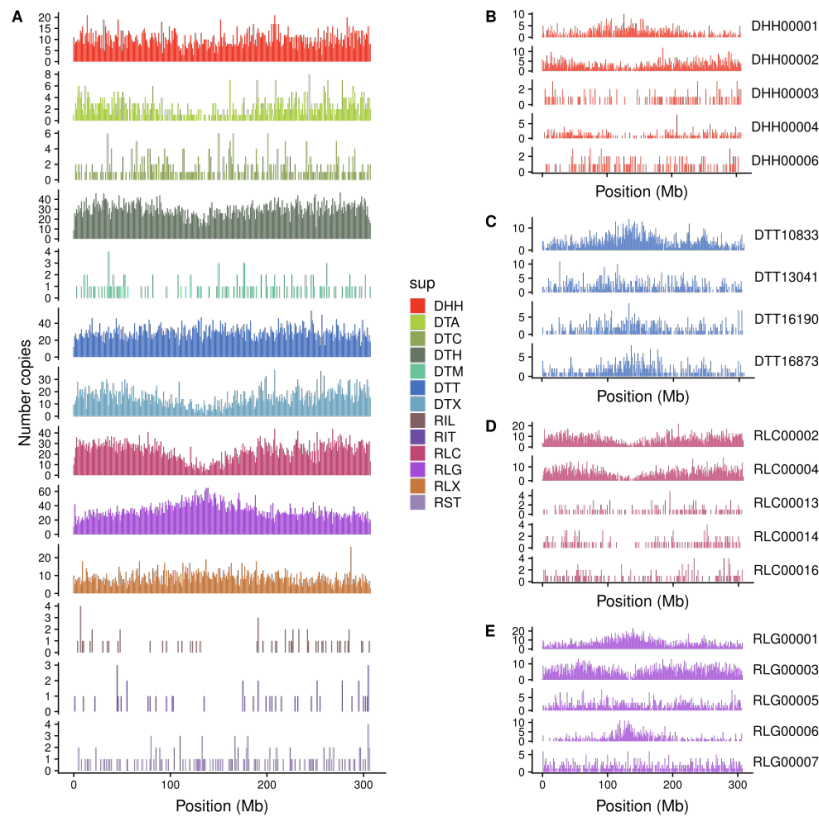 A
Number copies
20
15
10
5
0
8
6
4
2
0
6
4
2
0
40
30
20
10
0
4
3
2
1
0
40
20
0
30
20
10
0
40
30
20
10
0
60
40
20
0
20
10
0
4
3
2
1
0
3
2
1
0
4
3
2
1
0
0 100 200 300
Position (Mb)
sup
DHH
DTA
DTC
DTH
DTM
DTT
DTX
RIL
RIT
RLC
RLG
RLX
RST
B
10
5
0
DHH00001
10
5
0
DHH00002
2
1
0
DHH00003
5
0
DHH00004
2
1
0
DHH00006
Position (Mb)
C
10
0
DTT10833
10
5
0
DTT13041
5
0
DTT16190
5
0
DTT16873
Position (Mb)
D
20
10
0
RLC00002
10
0
RLC00004
4
2
0
RLC00013
4
2
0
RLC00014
4
2
0
RLC00016
Position (Mb)
E
20
10
0
RLG00001
10
5
0
RLG00003
5
0
RLG00005
10
5
0
RLG00006
5
0
RLG00007
0 100 200 300
Position (Mb)